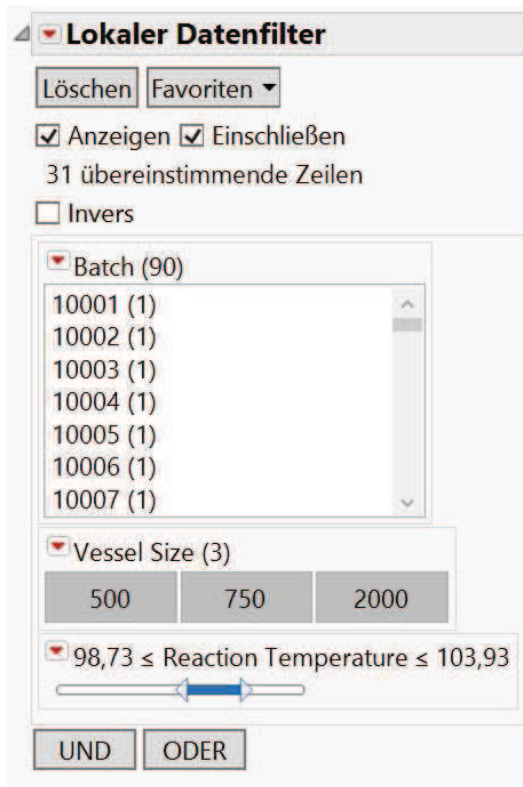 Lokaler Datenfilter
Löschen Favoriten
Anzeigen Einschließen
31 übereinstimmende Zeilen
Invers
Batch (90)
10001 (1)
10002 (1)
10003 (1)
10004 (1)
10005 (1)
10006 (1)
10007 (1)
Vessel Size (3)
500 750 2000
98,73 ≤ Reaction Temperature ≤ 103,93
UND ODER